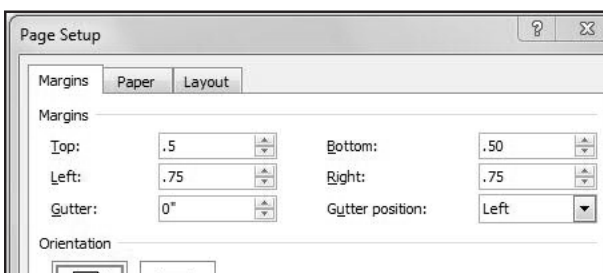 Page Setup
Margins Paper Layout
Margins
Top: .5 Bottom: .50
Left: .75 Right: .75
Gutter: 0" Gutter position: Left
Orientation